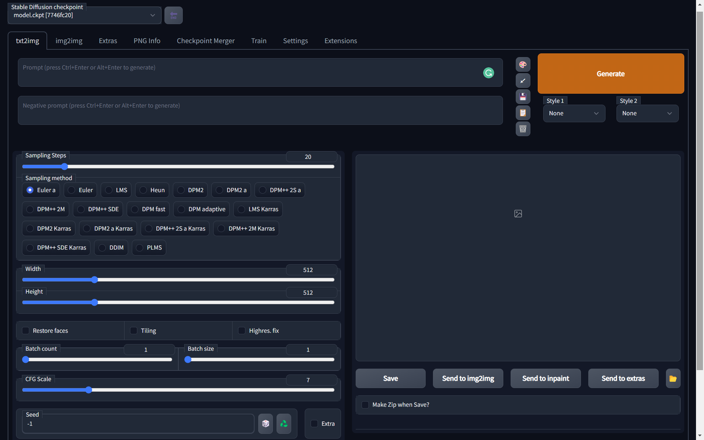 Stable Diffusion checkpoint
model.ckpt [7746fc20]
txt2img img2img Extras PNG Info Checkpoint Merger Train Settings Extensions
Prompt (press Ctrl+Enter or Alt+Enter to generate)
Generate
Negative prompt (press Ctrl+Enter or Alt+Enter to generate)
Style 1 Style 2
None None
Sampling Steps 20
Sampling method
Euler a Euler LMS Heun DPM2 DPM2 a DPM++ 2S a
DPM++ 2M DPM++ SDE DPM fast DPM adaptive LMS Karras
DPM2 Karras DPM2 a Karras DPM++ 2S a Karras DPM++ 2M Karras
DPM++ SDE Karras DDIM PLMS
Width 512
Height 512
Restore faces Tiling Highres. fix
Batch count 1 Batch size 1
CFG Scale 7
Seed
-1
Extra
Save Send to img2img Send to inpaint Send to extras
Make Zip when Save?